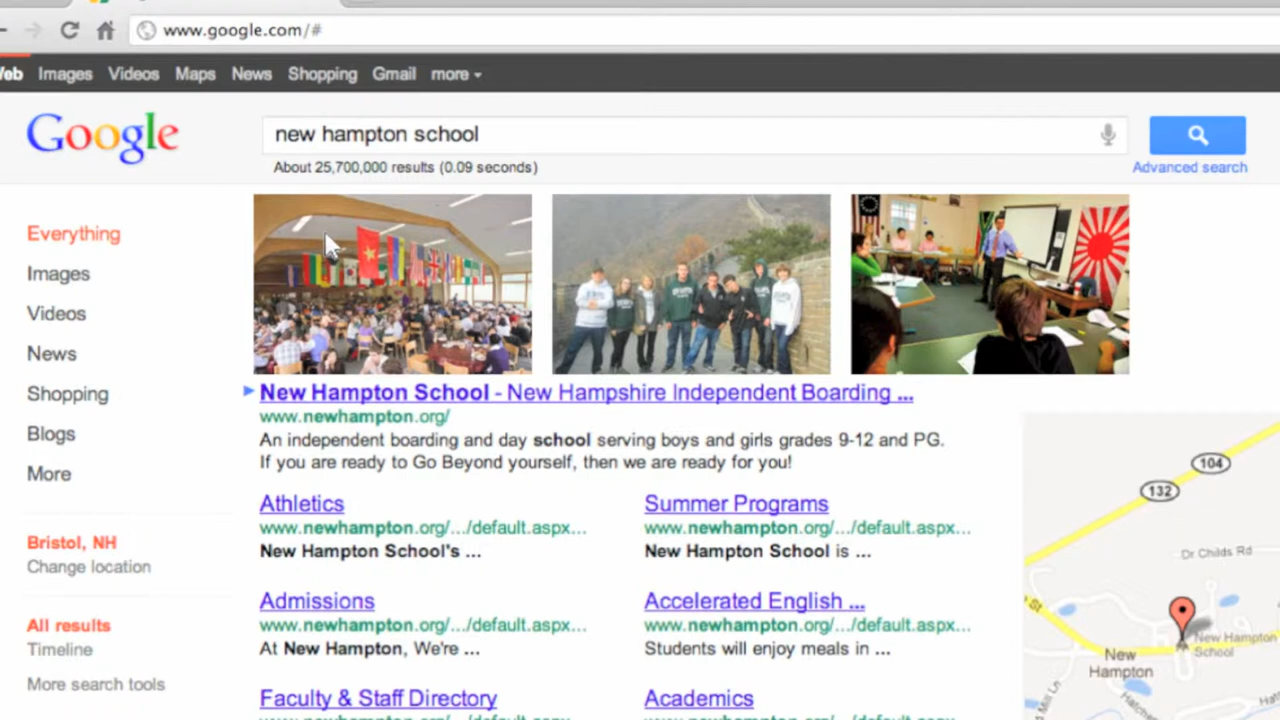 www.google.com/#
Images Videos Maps News Shopping Gmail more
Google
new hampton school
About 25,700,000 results (0.09 seconds)
Advanced search
Everything
Images
Videos
News
Shopping
Blogs
More
Bristol, NH
Change location
All results
Timeline
More search tools
New Hampton School - New Hampshire Independent Boarding ...
www.newhampton.org/
An independent boarding and day school serving boys and girls grades 9-12 and PG.
If you are ready to Go Beyond yourself, then we are ready for you!
Athletics
www.newhampton.org/.../default.aspx...
New Hampton School's ...
Summer Programs
www.newhampton.org/.../default.aspx...
New Hampton School is ...
Admissions
www.newhampton.org/.../default.aspx...
At New Hampton, We're ...
Accelerated English ...
www.newhampton.org/.../default.aspx...
Students will enjoy meals in ...
Faculty & Staff Directory
Academics
104
132
Dr Childs Rd
New Hampton
School
New
Hampton